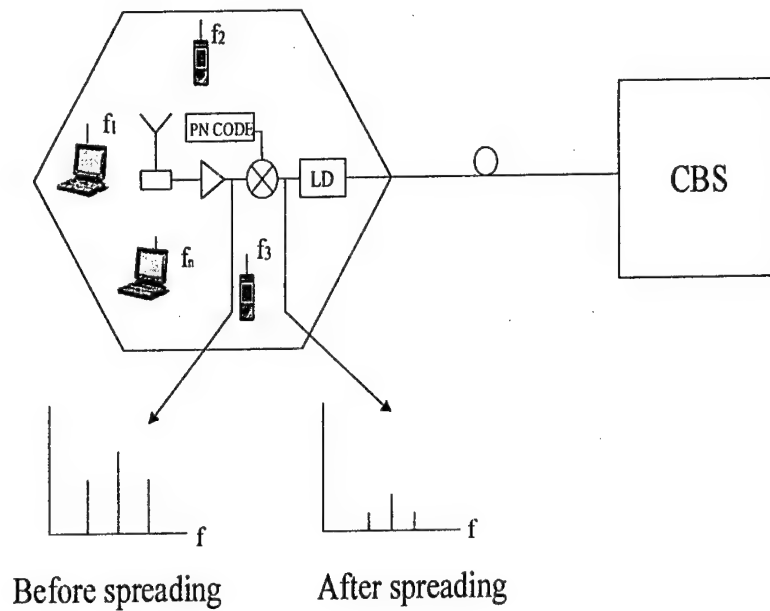 f2
f1
PN CODE
LD
CBS
fn
f3
f
f
Before spreading
After spreading